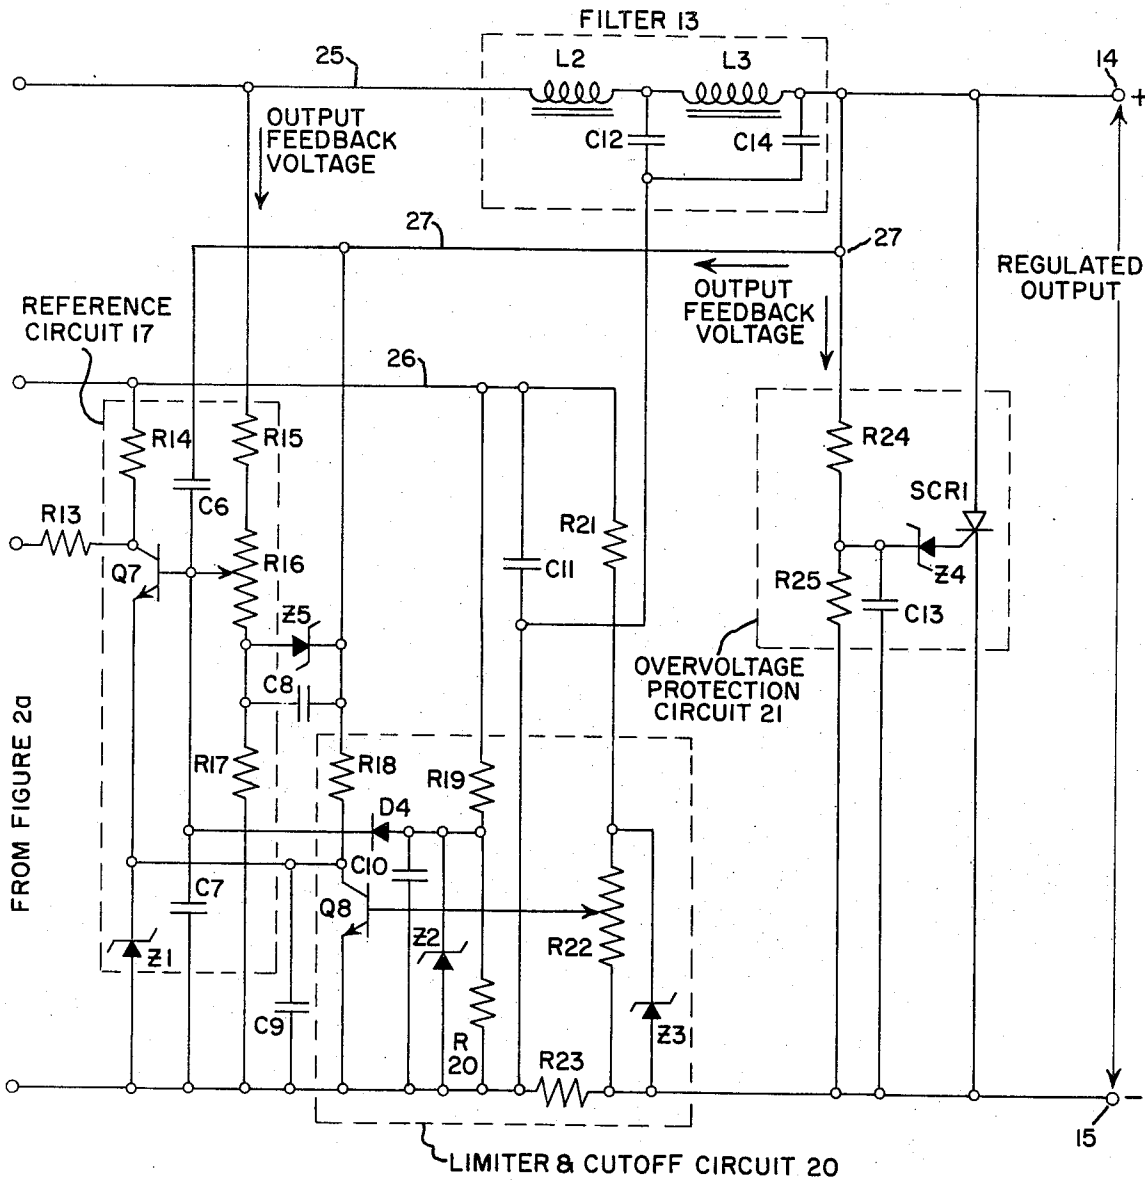 FILTER 13
25
L2
L3
14
+
OUTPUT
FEEDBACK
VOLTAGE
C12
C14
27
27
REGULATED
OUTPUT
OUTPUT
FEEDBACK
VOLTAGE
REFERENCE
CIRCUIT 17
26
R14
R15
R24
C6
SCR1
R13
R21
Q7
R16
C11
Z4
R25
C13
Z5
OVERVOLTAGE
PROTECTION
CIRCUIT 21
C8
FROM FIGURE 2a
R17
R18
R19
D4
C10
C7
Q8
Z2
R22
Z1
C9
R
20
R23
Z3
15
–
LIMITER & CUTOFF CIRCUIT 20